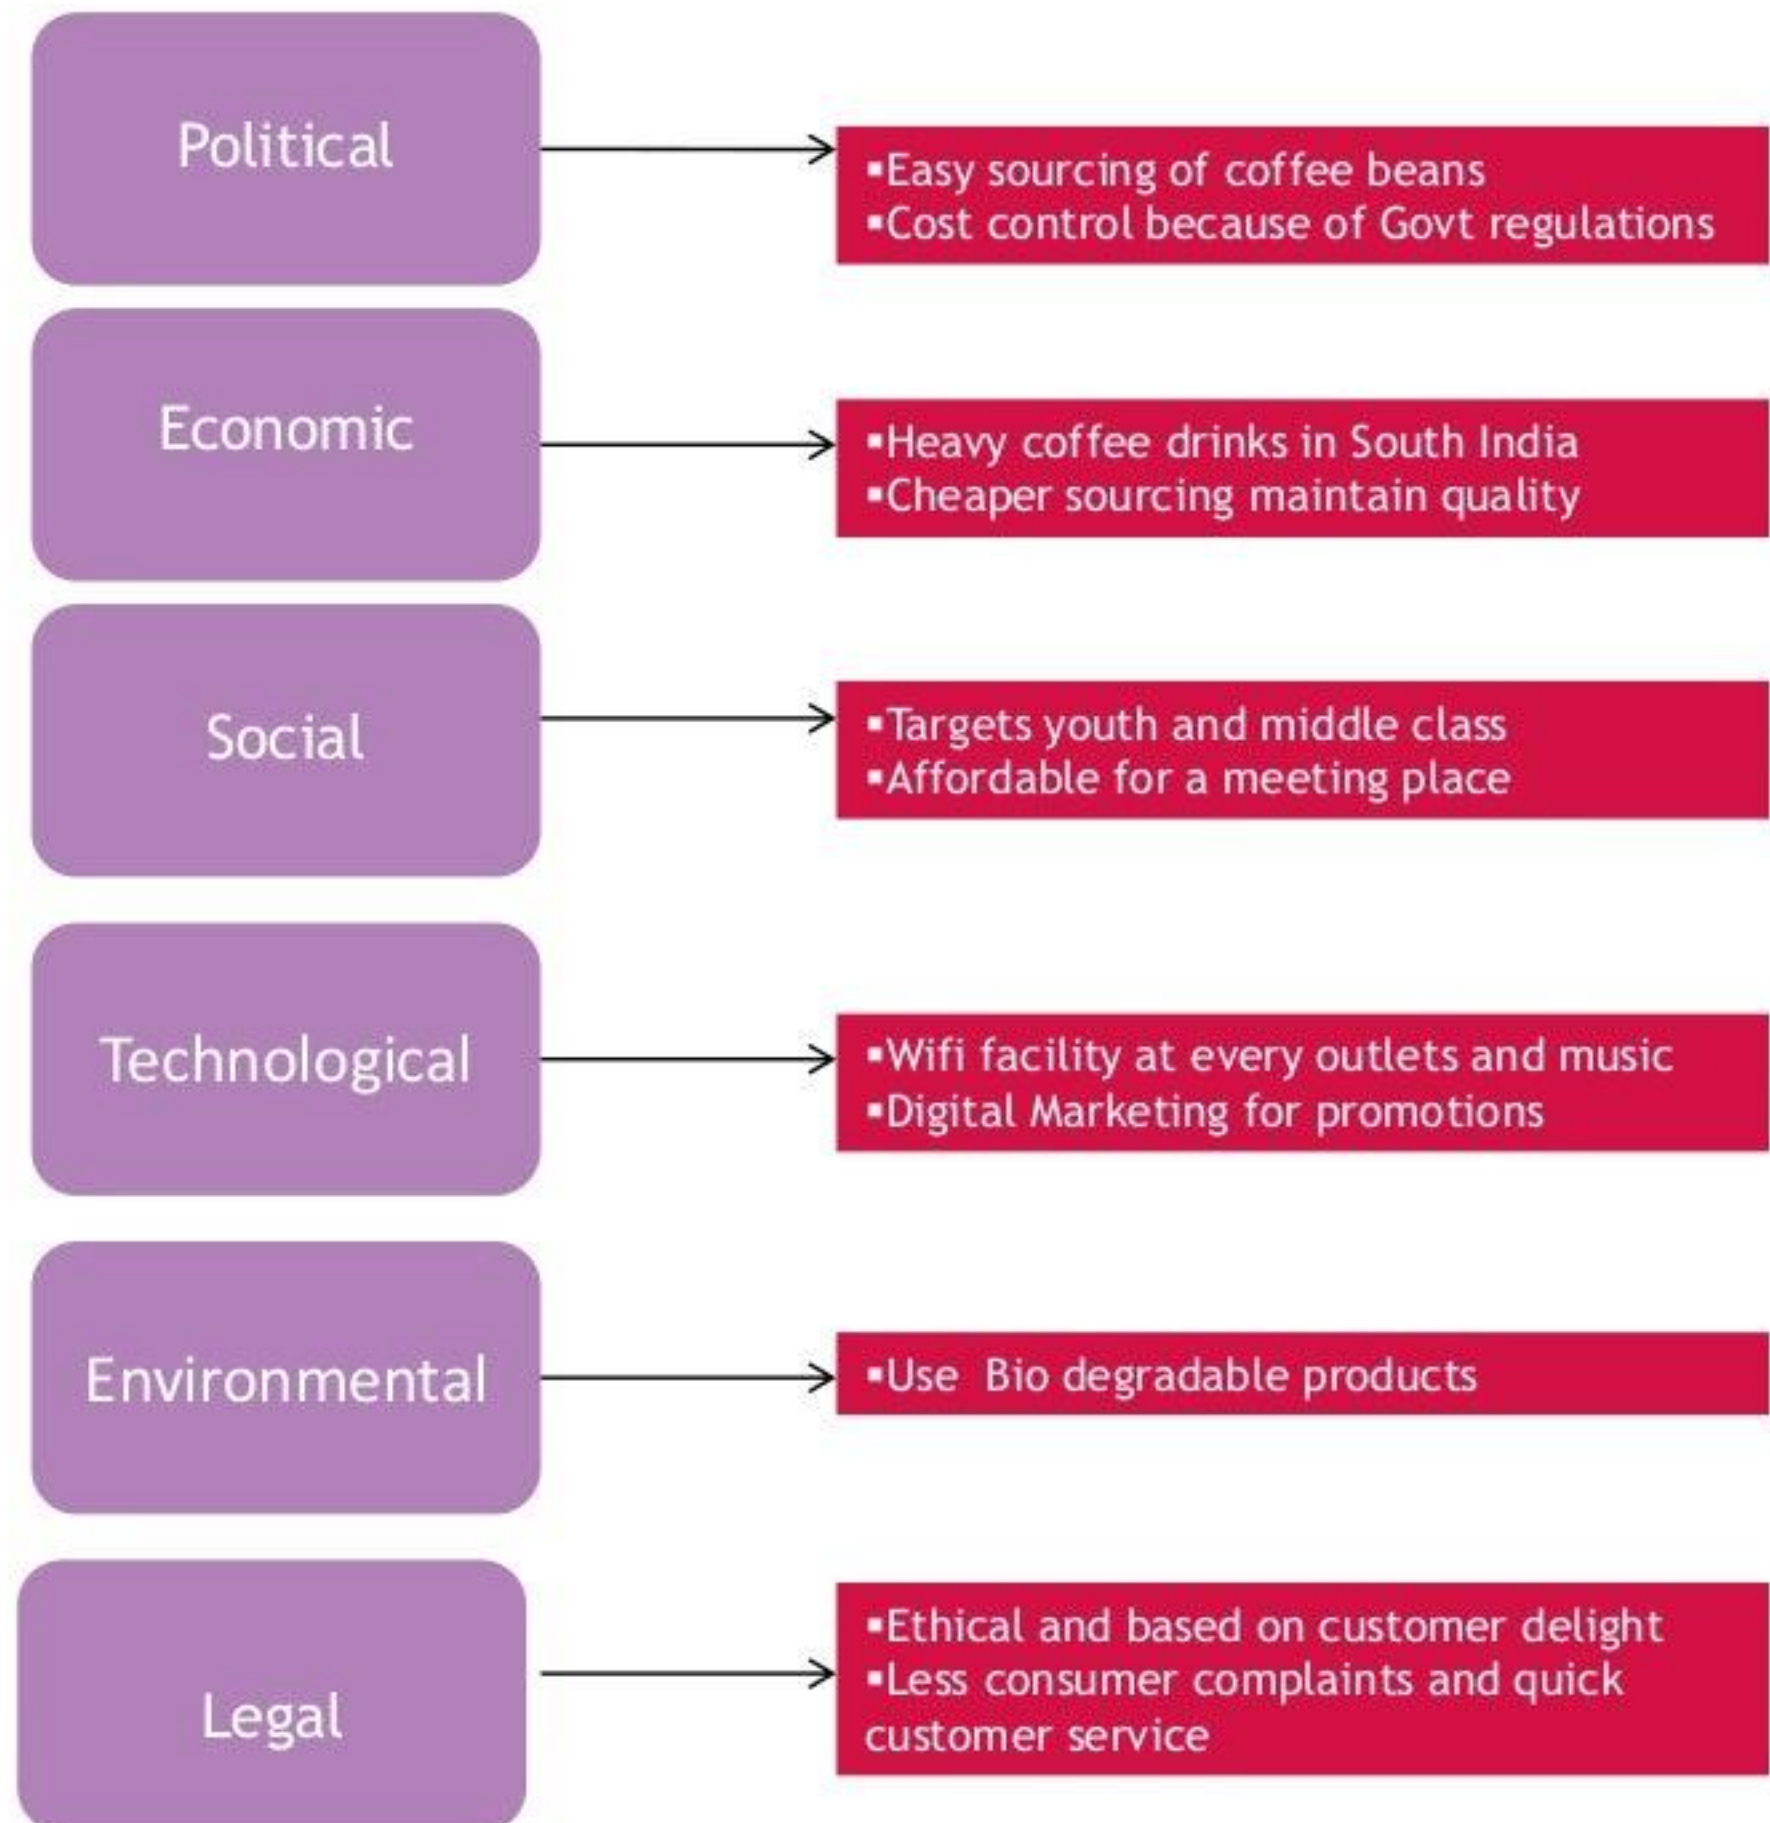 Political
▪Easy sourcing of coffee beans
▪Cost control because of Govt regulations
Economic
▪Heavy coffee drinks in South India
▪Cheaper sourcing maintain quality
Social
▪Targets youth and middle class
▪Affordable for a meeting place
Technological
▪Wifi facility at every outlets and music
▪Digital Marketing for promotions
Environmental
▪Use Bio degradable products
Legal
▪Ethical and based on customer delight
▪Less consumer complaints and quick
customer service